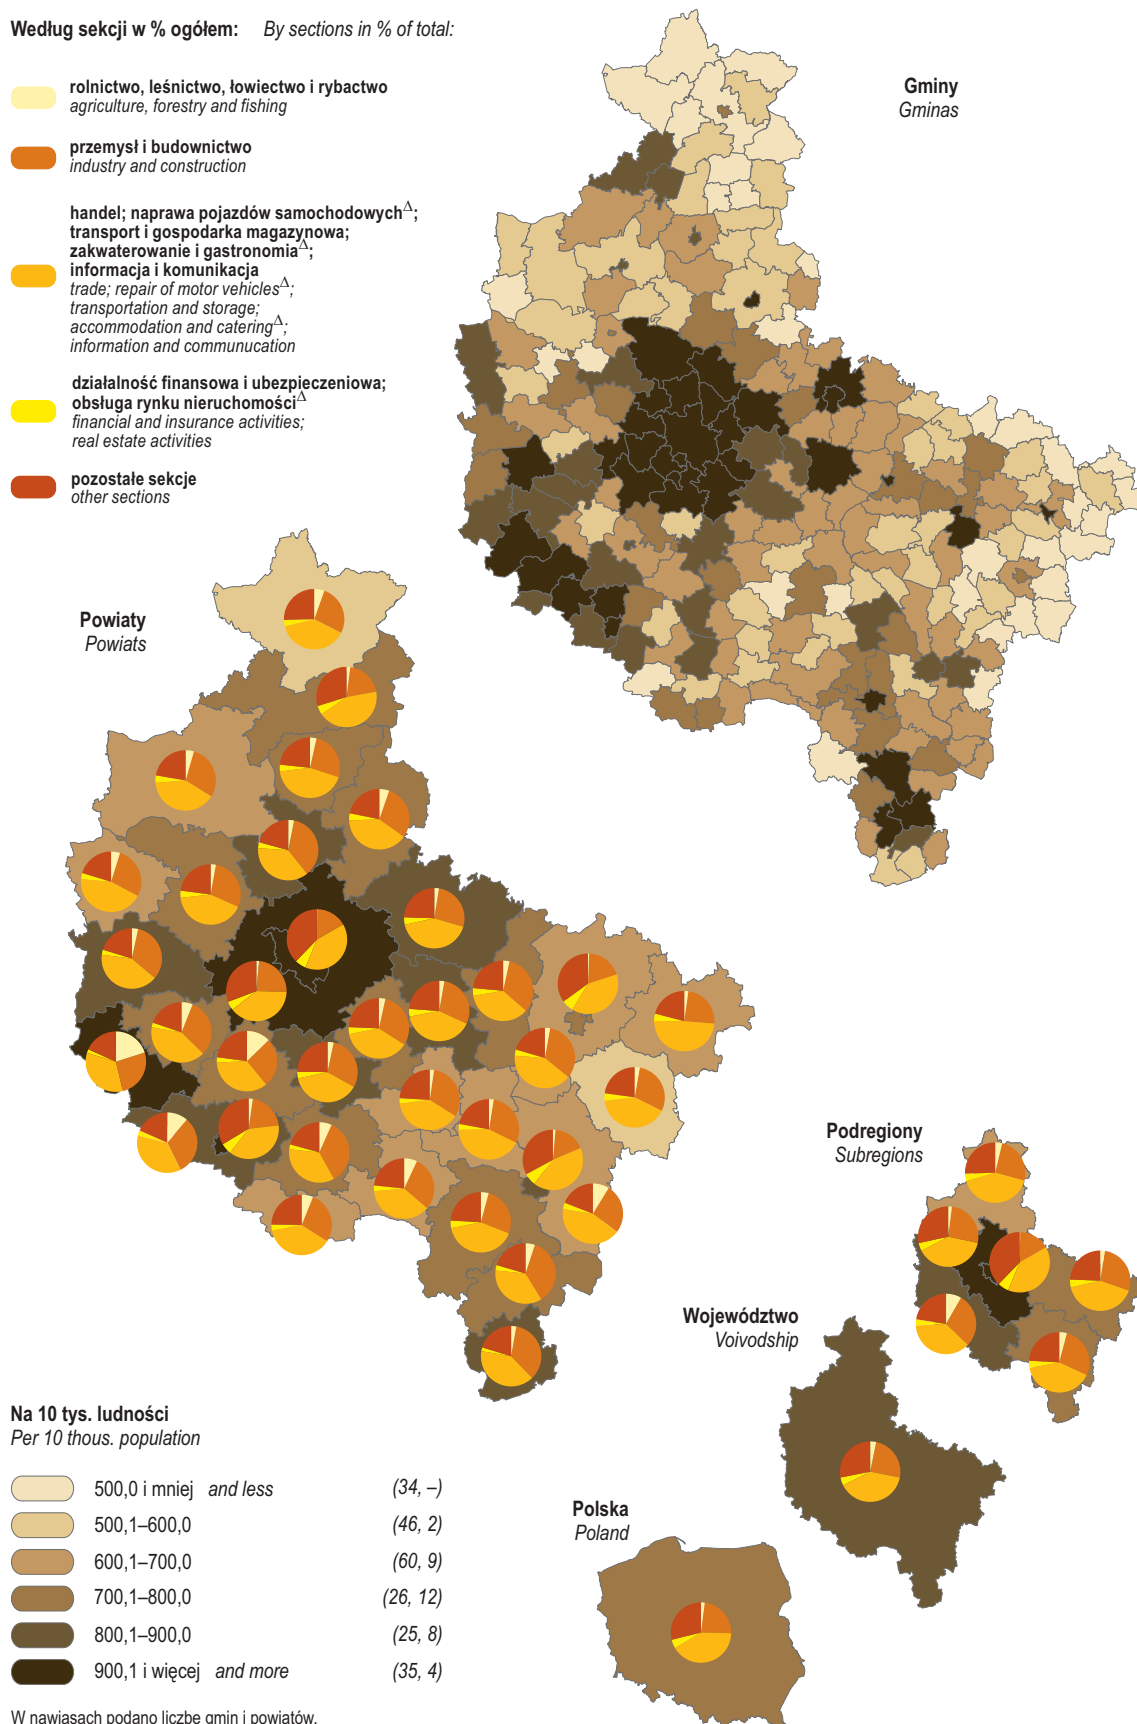 Według sekcji w % ogółem: By sections in % of total:
rolnictwo, leśnictwo, łowiectwo i rybactwo
agriculture, forestry and fishing
przemysł i budownictwo
industry and construction
handel; naprawa pojazdów samochodowychΔ;
transport i gospodarka magazynowa;
zakwaterowanie i gastronomiaΔ;
informacja i komunikacja
trade; repair of motor vehiclesΔ;
transportation and storage;
accommodation and cateringΔ;
information and communucation
działalność finansowa i ubezpieczeniowa;
obsługa rynku nieruchomościΔ
financial and insurance activities;
real estate activities
pozostałe sekcje
other sections
Gminy
Gminas
Powiaty
Powiats
Podregiony
Subregions
Województwo
Voivodship
Polska
Poland
Na 10 tys. ludności
Per 10 thous. population
500,0 i mniej and less (34, –)
500,1–600,0 (46, 2)
600,1–700,0 (60, 9)
700,1–800,0 (26, 12)
800,1–900,0 (25, 8)
900,1 i więcej and more (35, 4)
W nawiasach podano liczbę gmin i powiatów.